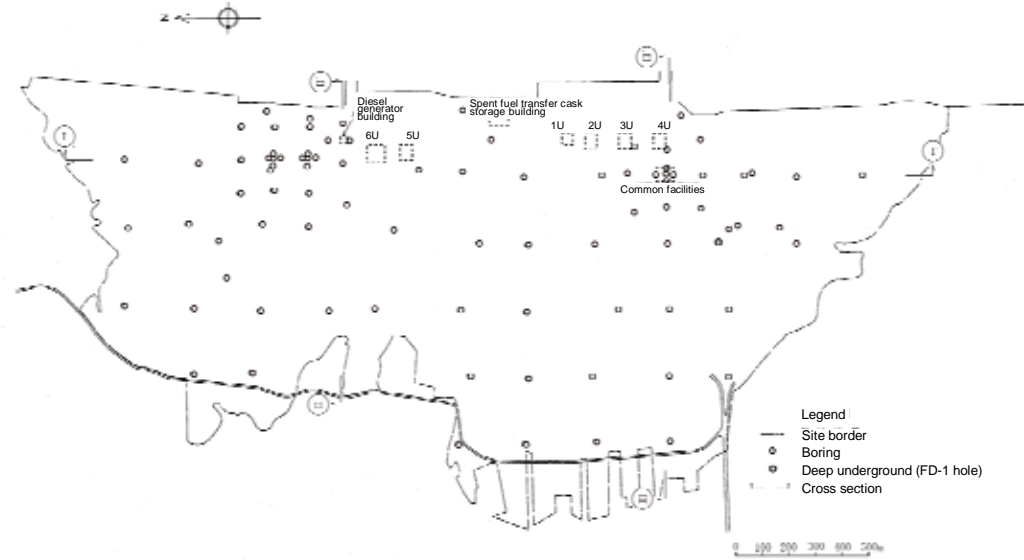 Z
Diesel
generator
building
Spent fuel transfer cask
storage building
6U
5U
1U
2U
3U
4U
I
I
Common facilities
Legend
Site border
Boring
Deep underground (FD-1 hole)
Cross section
0 100 200 300 400 500m